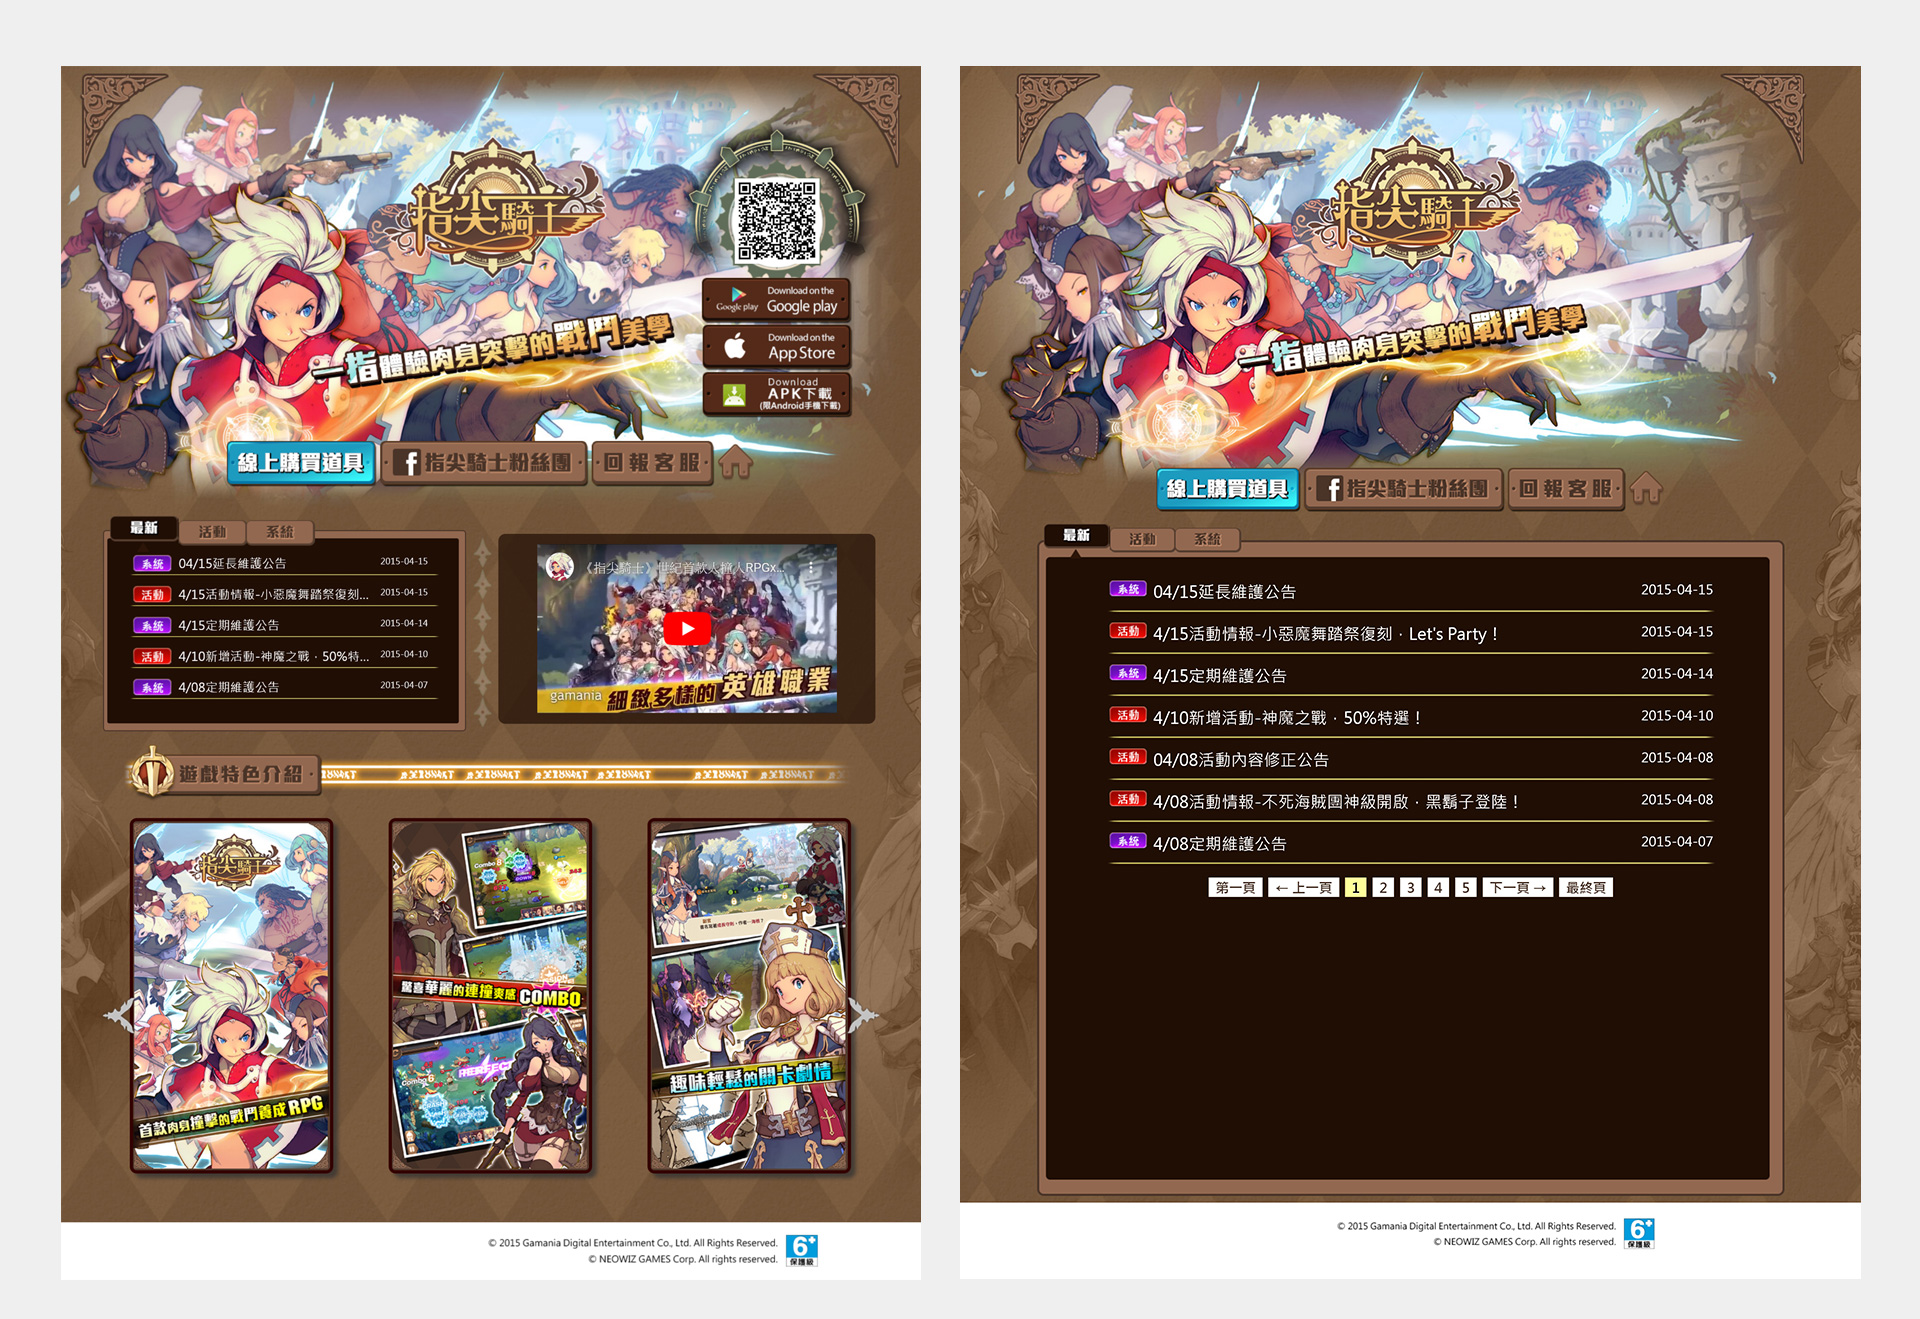 指尖騎士
Download on the
Google play
Google play
Download on the
App Store
Download
APK下載
(限Android手機下載)
一指體驗肉身突擊的戰鬥美學
線上購買道具
指尖騎士粉絲團
回報客服
最新
活動
系統
系統 04/15延長維護公告 2015-04-15
活動 4/15活動情報-小惡魔舞踏祭復刻... 2015-04-15
系統 4/15定期維護公告 2015-04-14
活動 4/10新增活動-神魔之戰．50%特... 2015-04-10
系統 4/08定期維護公告 2015-04-07
《指尖騎士》世紀首款人撞人RPGx...
gamania
細緻多樣的英雄職業
遊戲特色介紹
指尖騎士
首款肉身撞擊的戰鬥養成RPG
Combo 8
DOWN
驚喜華麗的連撞爽感COMBO
Combo 6
PERFECT
趣味輕鬆的關卡劇情
© 2015 Gamania Digital Entertainment Co., Ltd. All Rights Reserved.
© NEOWIZ GAMES Corp. All rights reserved.
6+
保護級
指尖騎士
一指體驗肉身突擊的戰鬥美學
線上購買道具
指尖騎士粉絲團
回報客服
最新
活動
系統
系統 04/15延長維護公告 2015-04-15
活動 4/15活動情報-小惡魔舞踏祭復刻．Let's Party！ 2015-04-15
系統 4/15定期維護公告 2015-04-14
活動 4/10新增活動-神魔之戰．50%特選！ 2015-04-10
活動 04/08活動內容修正公告 2015-04-08
活動 4/08活動情報-不死海賊團神級開啟．黑鬍子登陸！ 2015-04-08
系統 4/08定期維護公告 2015-04-07
第一頁 ←上一頁 1 2 3 4 5 下一頁→ 最終頁
© 2015 Gamania Digital Entertainment Co., Ltd. All Rights Reserved.
© NEOWIZ GAMES Corp. All rights reserved.
6+
保護級